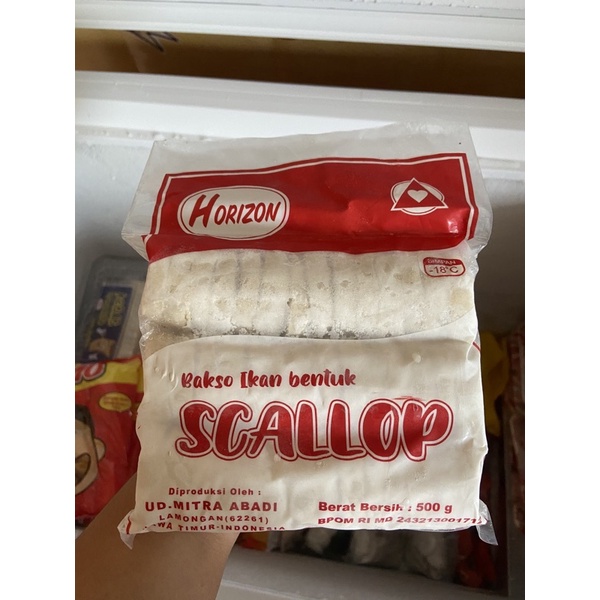 HORIZON
SIMPAN
-18°C
Bakso Ikan bentuk
SCALLOP
Diproduksi Oleh :
UD.MITRA ABADI
LAMONGAN(62261)
JAWA TIMUR-INDONESIA
Berat Bersih : 500 g
BPOM RI MD